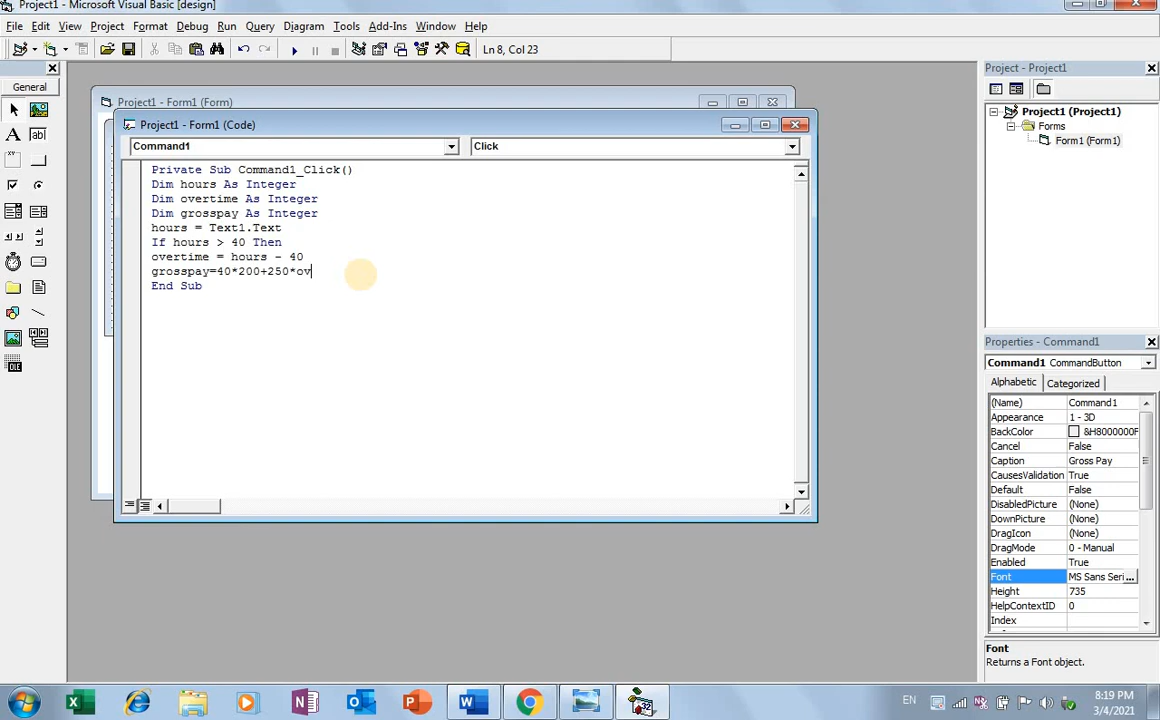 Project1 - Microsoft Visual Basic [design]
File Edit View Project Format Debug Run Query Diagram Tools Add-Ins Window Help
Ln 8, Col 23
General
Project1 - Form1 (Form)
Project1 - Form1 (Code)
Command1 Click
Private Sub Command1_Click()
Dim hours As Integer
Dim overtime As Integer
Dim grosspay As Integer
hours = Text1.Text
If hours > 40 Then
overtime = hours - 40
grosspay=40*200+250*ov
End Sub
Project - Project1
Project1 (Project1)
Forms
Form1 (Form1)
Properties - Command1
Command1 CommandButton
Alphabetic Categorized
(Name) Command1
Appearance 1 - 3D
BackColor &H8000000F
Cancel False
Caption Gross Pay
CausesValidation True
Default False
DisabledPicture (None)
DownPicture (None)
DragIcon (None)
DragMode 0 - Manual
Enabled True
Font MS Sans Seri ...
Height 735
HelpContextID 0
Index
Font
Returns a Font object.
EN
8:19 PM
3/4/2021